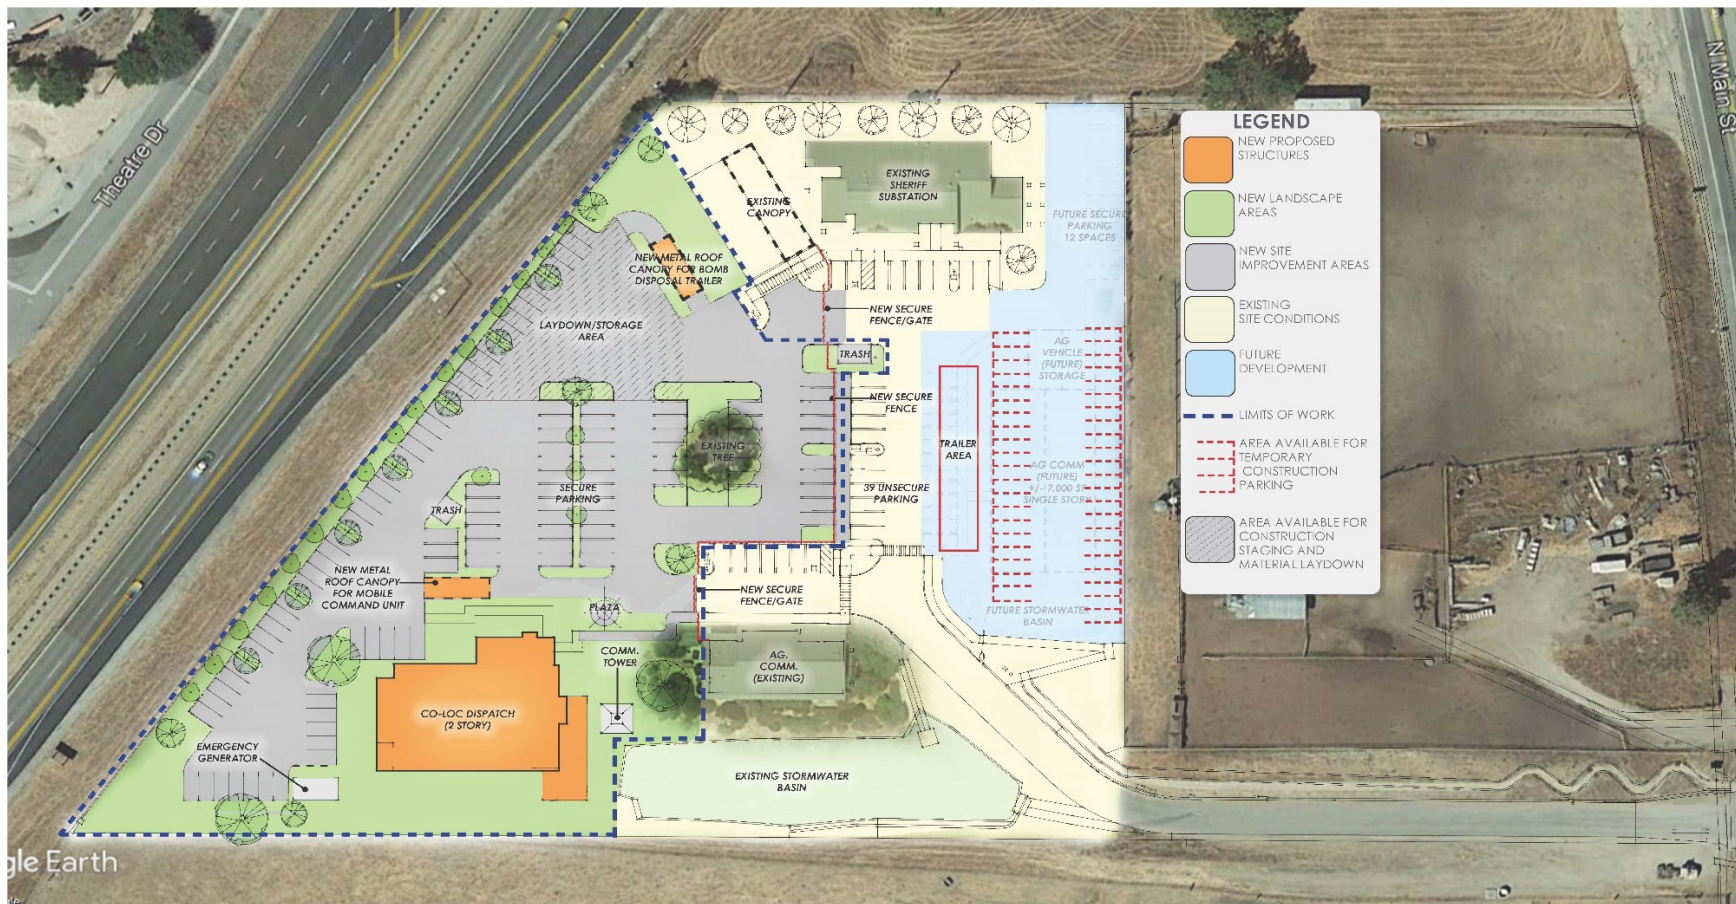 Theatre Dr
N Main St
LEGEND
NEW PROPOSED
STRUCTURES
NEW LANDSCAPE
AREAS
NEW SITE
IMPROVEMENT AREAS
EXISTING
SITE CONDITIONS
FUTURE
DEVELOPMENT
LIMITS OF WORK
AREA AVAILABLE FOR
TEMPORARY
CONSTRUCTION
PARKING
AREA AVAILABLE FOR
CONSTRUCTION
STAGING AND
MATERIAL LAYDOWN
EXISTING
SHERIFF
SUBSTATION
EXISTING
CANOPY
FUTURE SECURE
PARKING
12 SPACES
NEW METAL ROOF
CANOPY FOR BOMB
DISPOSAL TRAILER
NEW SECURE
FENCE/GATE
LAYDOWN/STORAGE
AREA
TRASH
AG
VEHICLE
(FUTURE)
STORAGE
NEW SECURE
FENCE
EXISTING
TREE
TRAILER
AREA
AG COMM
(FUTURE)
+/- 7,000 SF
SINGLE STORY
SECURE
PARKING
39 UNSECURE
PARKING
TRASH
NEW METAL
ROOF CANOPY
FOR MOBILE
COMMAND UNIT
NEW SECURE
FENCE/GATE
PLAZA
FUTURE STORMWATER
BASIN
COMM.
TOWER
AG.
COMM.
(EXISTING)
CO-LOC DISPATCH
(2 STORY)
EMERGENCY
GENERATOR
EXISTING STORMWATER
BASIN
gle Earth